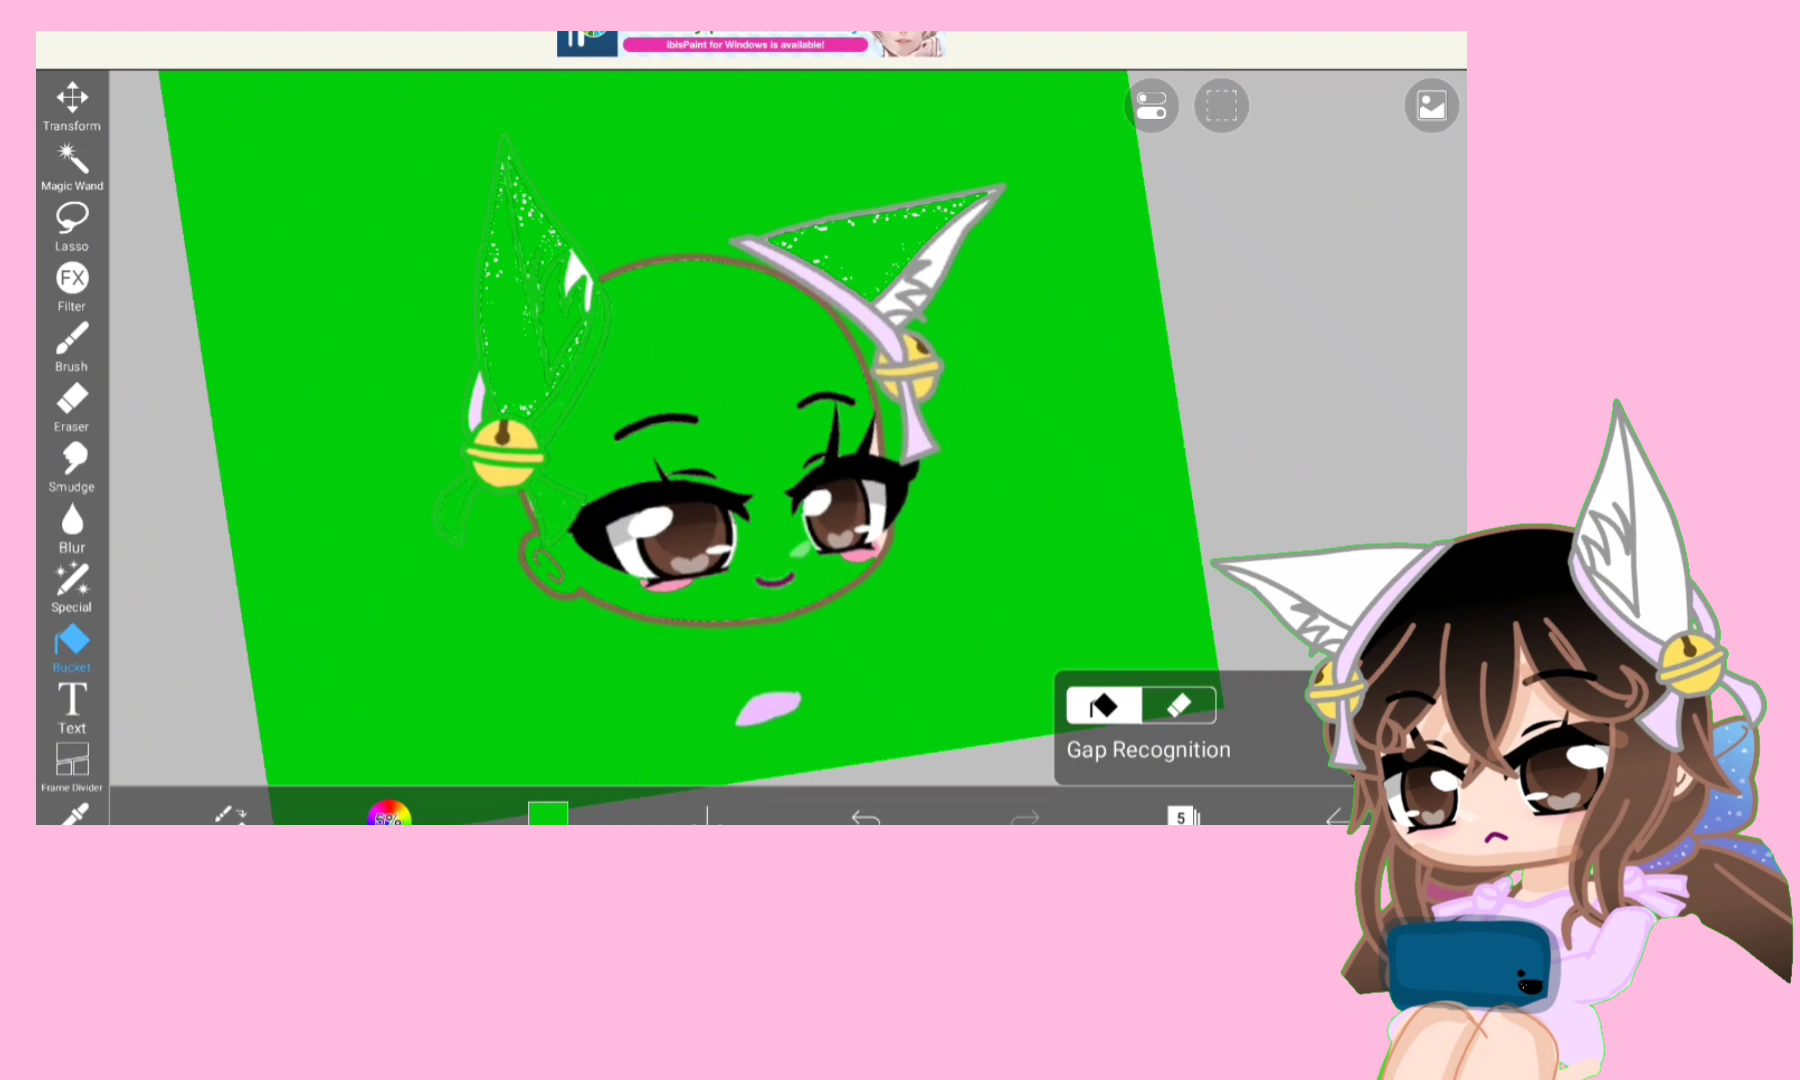 ibisPaint for Windows is available!
Transform
Magic Wand
Lasso
FX
Filter
Brush
Eraser
Smudge
Blur
Special
Bucket
T
Text
Frame Divider
Gap Recognition
5